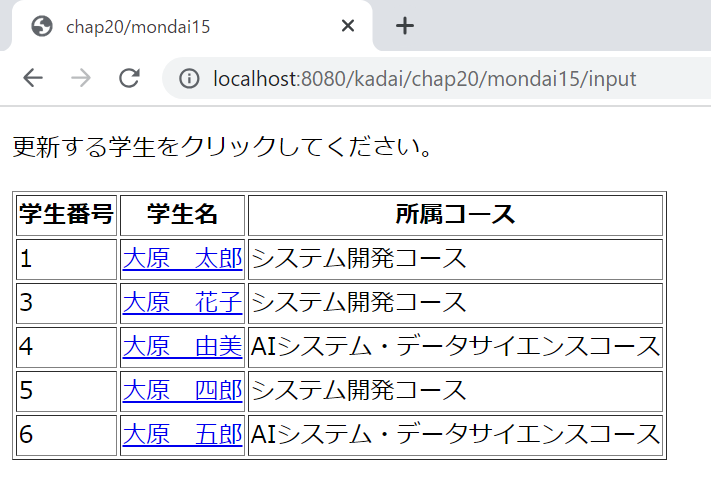 chap20/mondai15
localhost:8080/kadai/chap20/mondai15/input
更新する学生をクリックしてください。
学生番号 学生名 所属コース
1 大原　太郎 システム開発コース
3 大原　花子 システム開発コース
4 大原　由美 AIシステム・データサイエンスコース
5 大原　四郎 システム開発コース
6 大原　五郎 AIシステム・データサイエンスコース